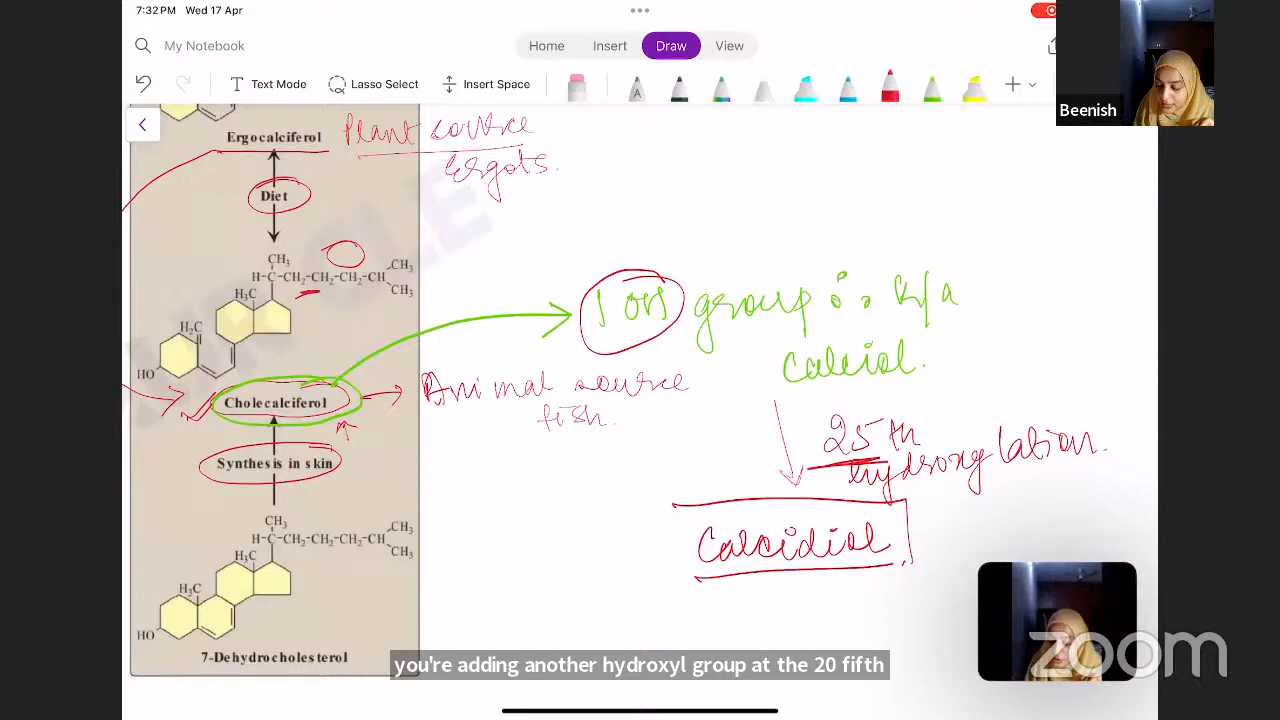 7:32 PM Wed 17 Apr
My Notebook
Home Insert Draw View
Text Mode Lasso Select Insert Space
Beenish
Ergocalciferol
Plant source
Ergots.
Diet
CH₃
H-C-CH₂-CH₂-CH₂-CH
CH₃
CH₃
H₃C
H₂C
HO
1 OH group ∴ k/a
calciol.
Cholecalciferol
Animal source
fish.
25th
hydroxylation.
Synthesis in skin
Calcidiol
CH₃
H-C-CH₂-CH₂-CH₂-CH
CH₃
CH₃
H₃C
H₃C
HO
7-Dehydrocholesterol
you're adding another hydroxyl group at the 20 fifth
zoom